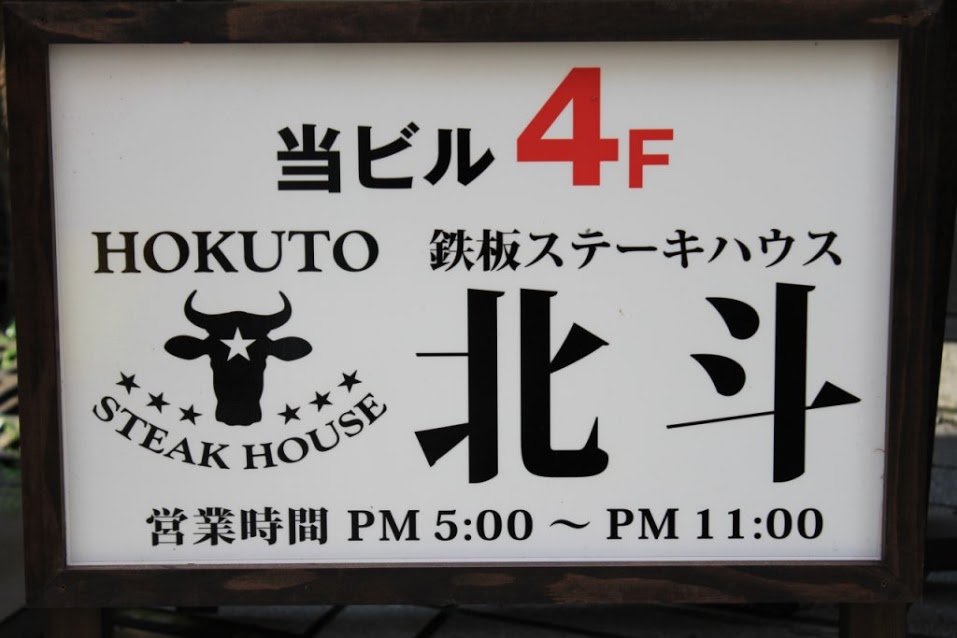 当ビル 4F
HOKUTO
STEAK HOUSE
鉄板ステーキハウス
北斗
営業時間 PM 5:00 ～ PM 11:00